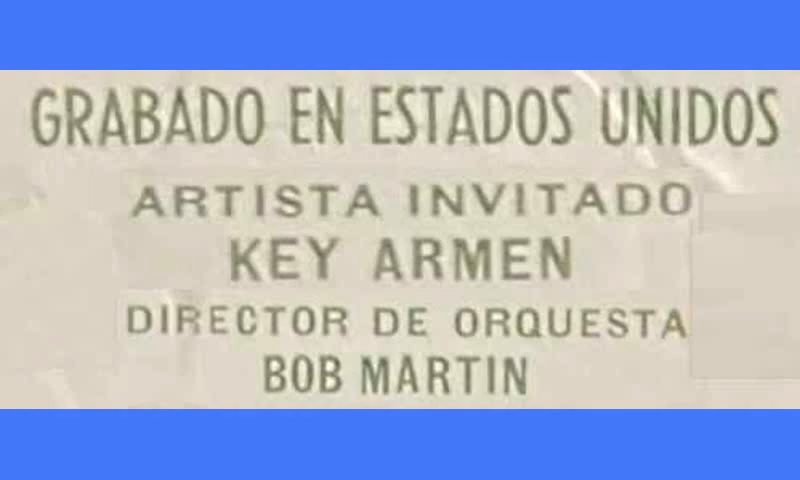 GRABADO EN ESTADOS UNIDOS
ARTISTA INVITADO
KEY ARMEN
DIRECTOR DE ORQUESTA
BOB MARTIN